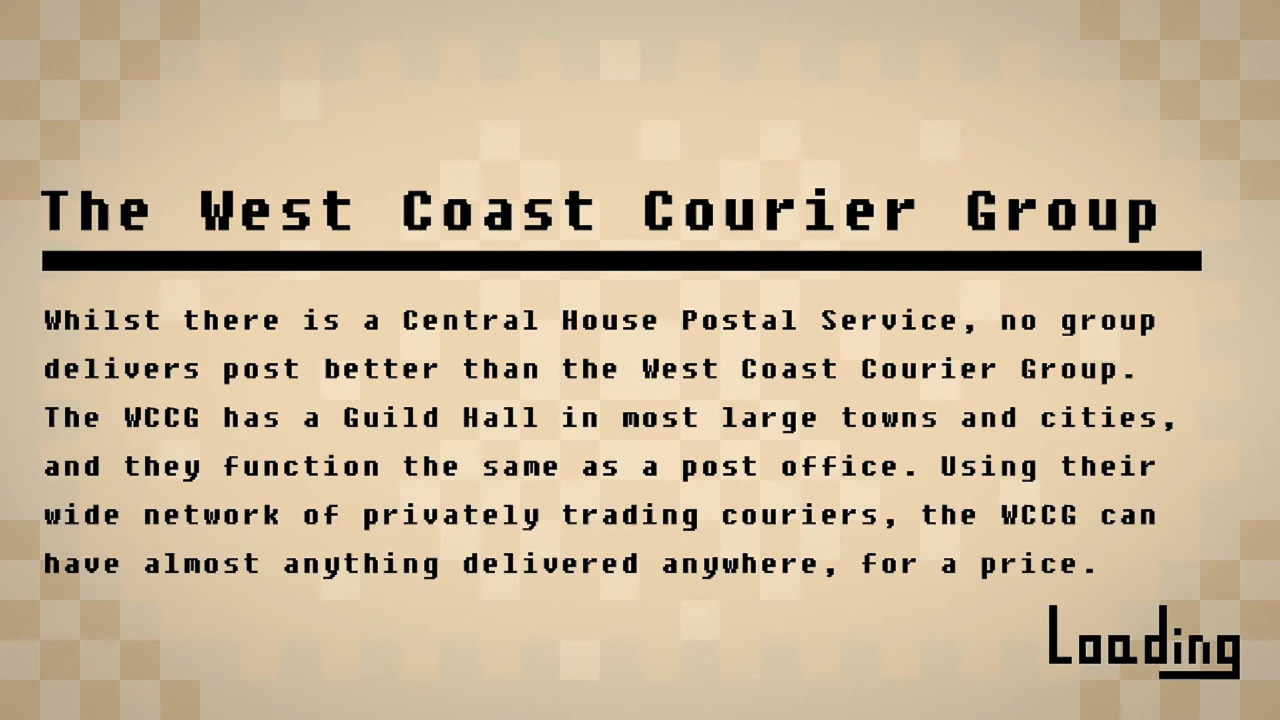 The West Coast Courier Group
Whilst there is a Central House Postal Service, no group
delivers post better than the West Coast Courier Group.
The WCCG has a Guild Hall in most large towns and cities,
and they function the same as a post office. Using their
wide network of privately trading couriers, the WCCG can
have almost anything delivered anywhere, for a price.
Loading